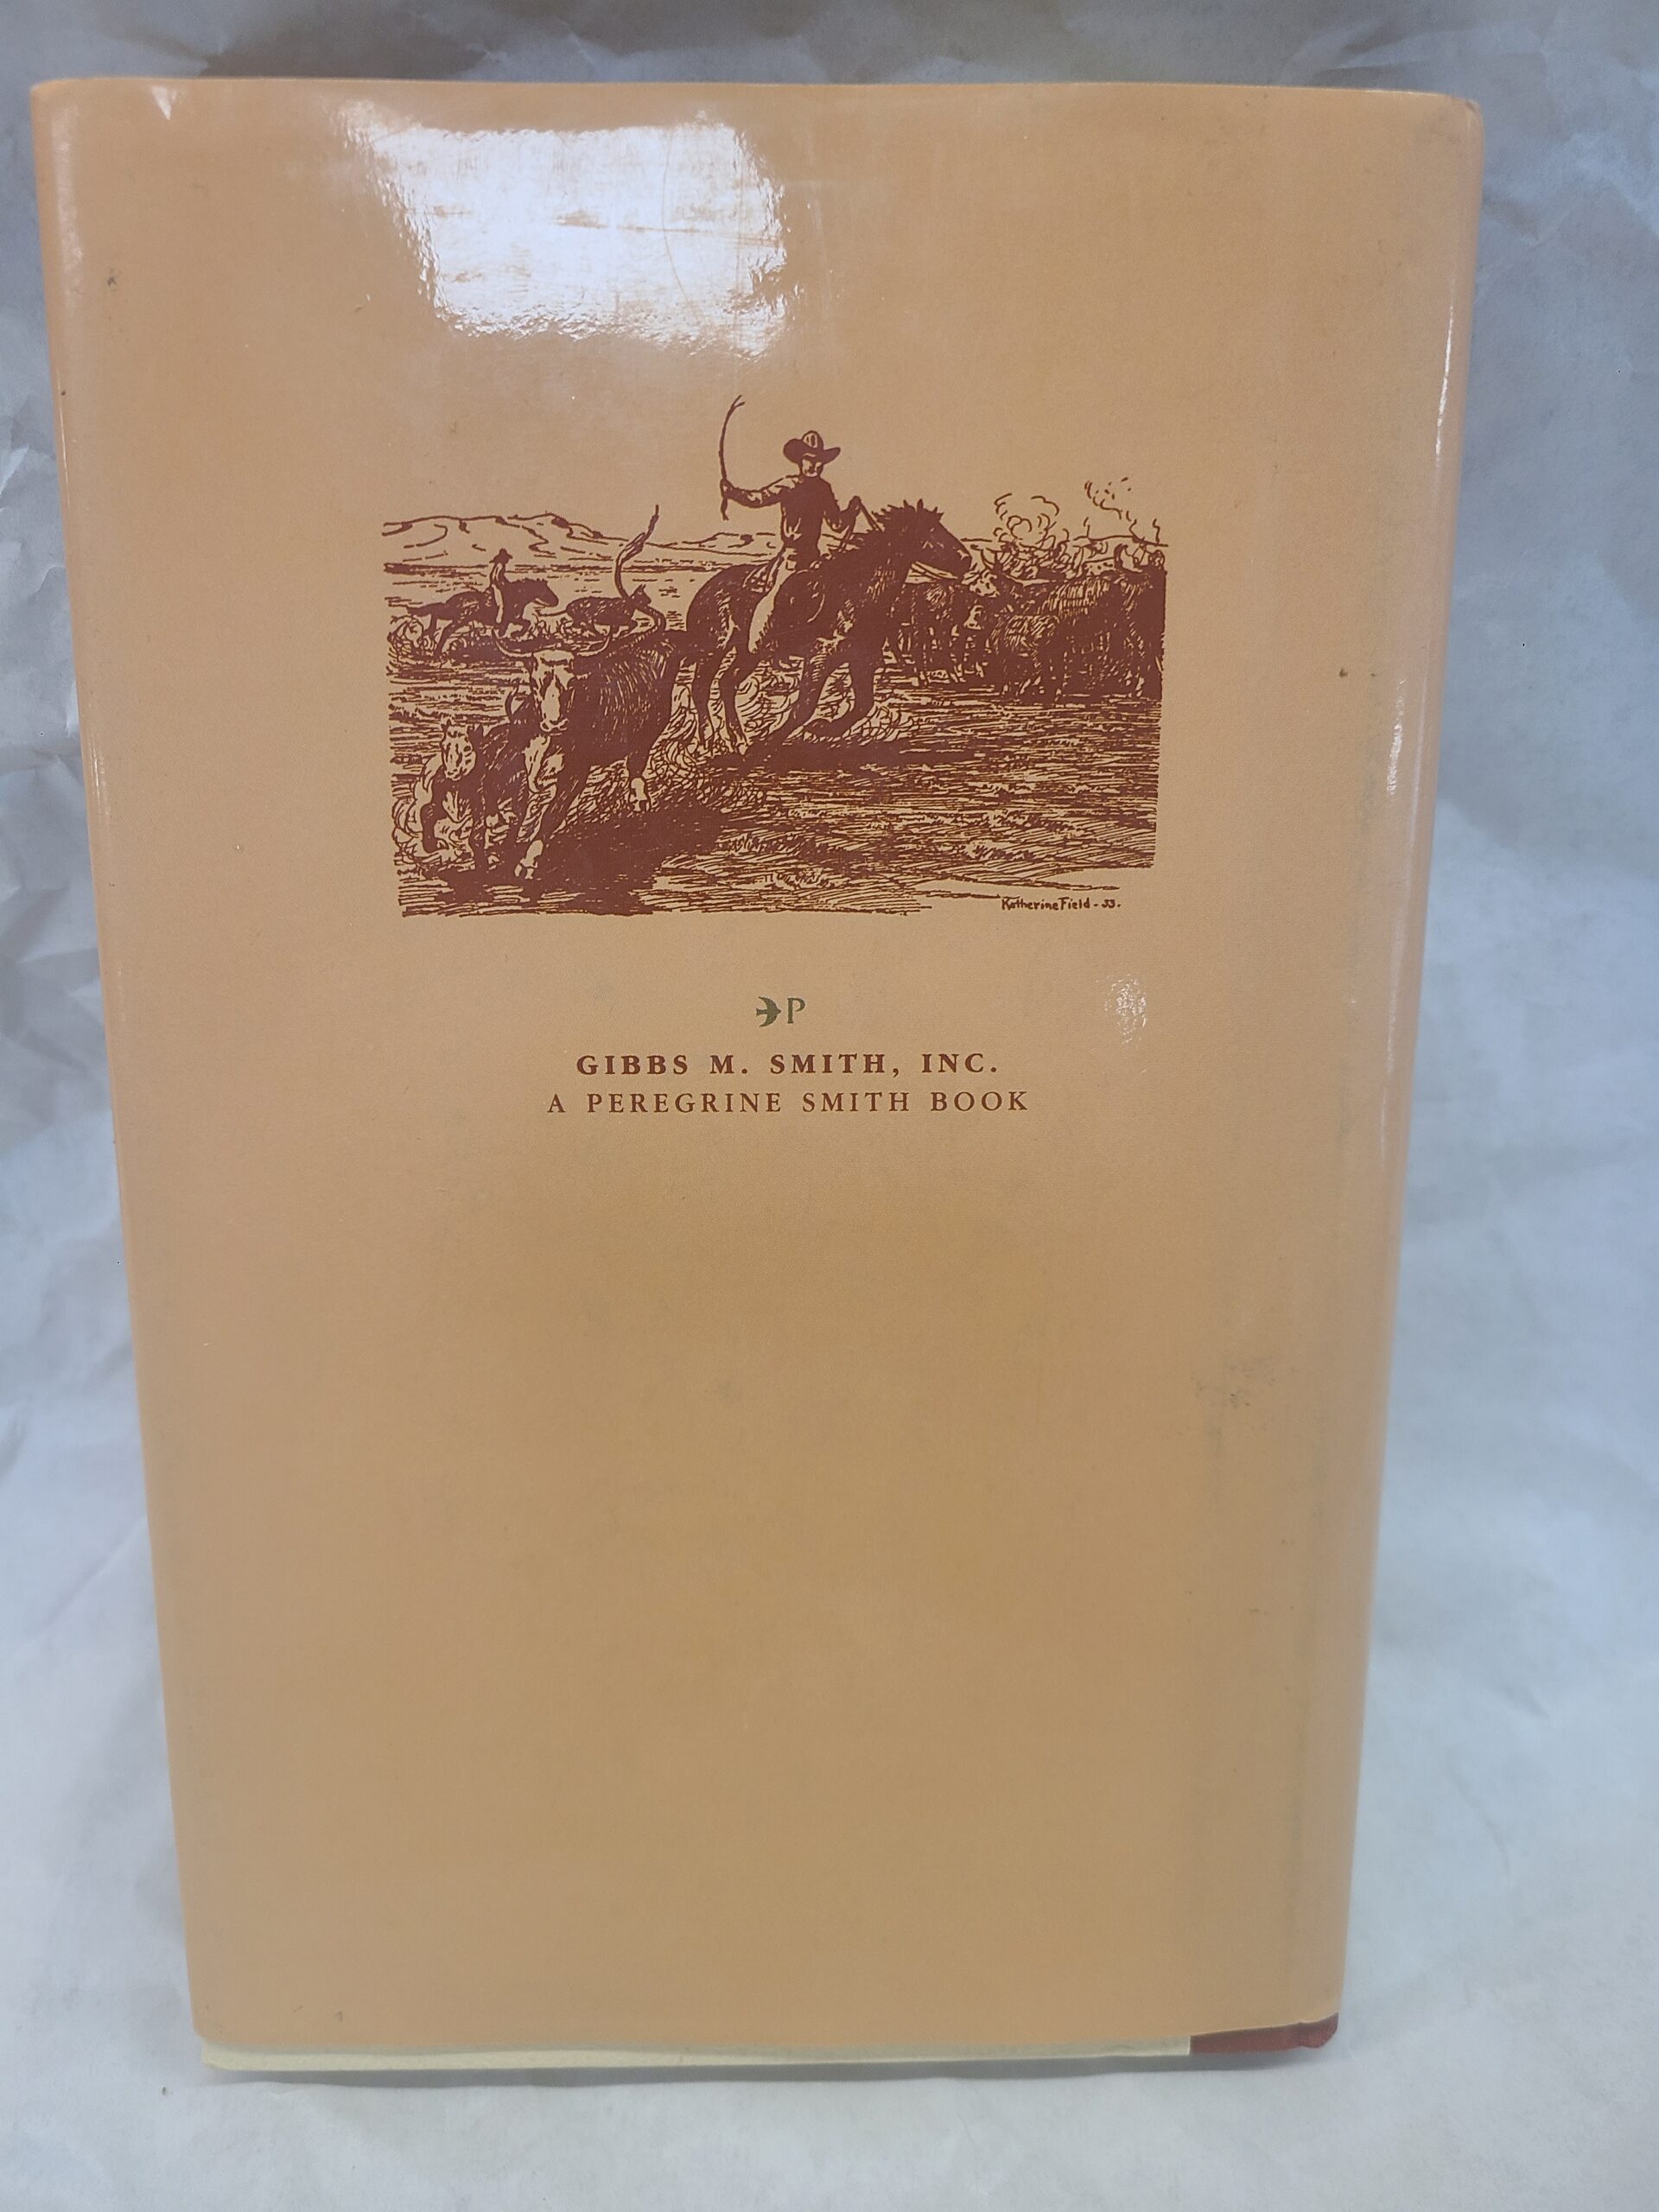 Katherine Field - 33.
P
GIBBS M. SMITH, INC.
A PEREGRINE SMITH BOOK